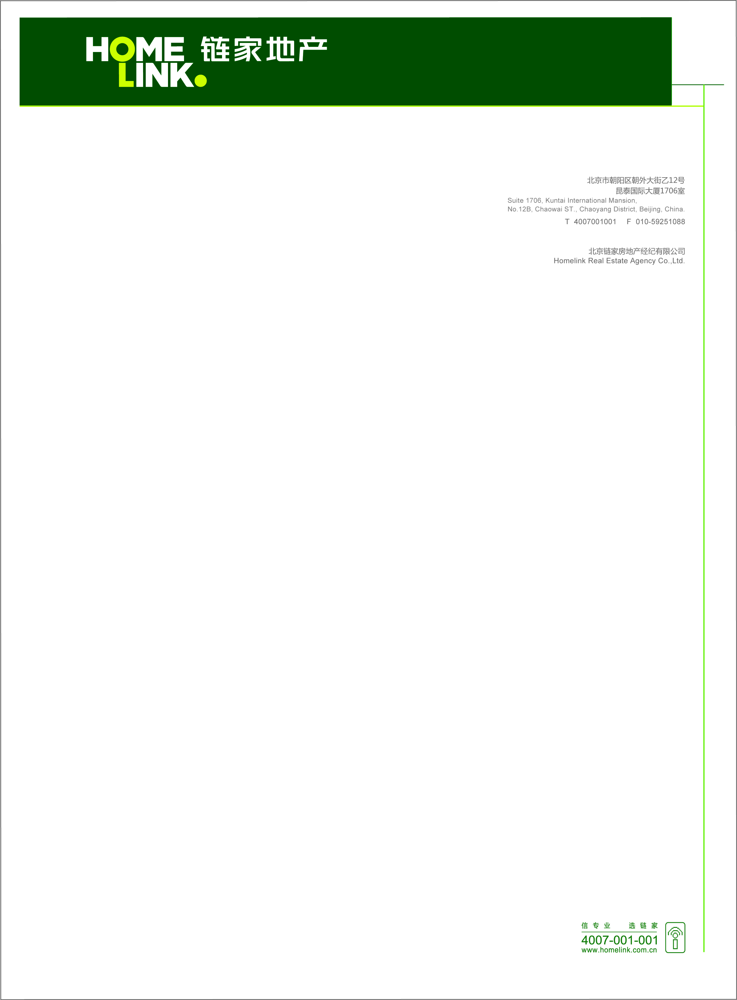 HOME 链家地产
LINK.
北京市朝阳区朝外大街乙12号
昆泰国际大厦1706室
Suite 1706, Kuntai International Mansion,
No.12B, Chaowai ST., Chaoyang District, Beijing, China.
T 4007001001 F 010-59251088
北京链家房地产经纪有限公司
Homelink Real Estate Agency Co.,Ltd.
信专业 选链家
4007-001-001
www.homelink.com.cn